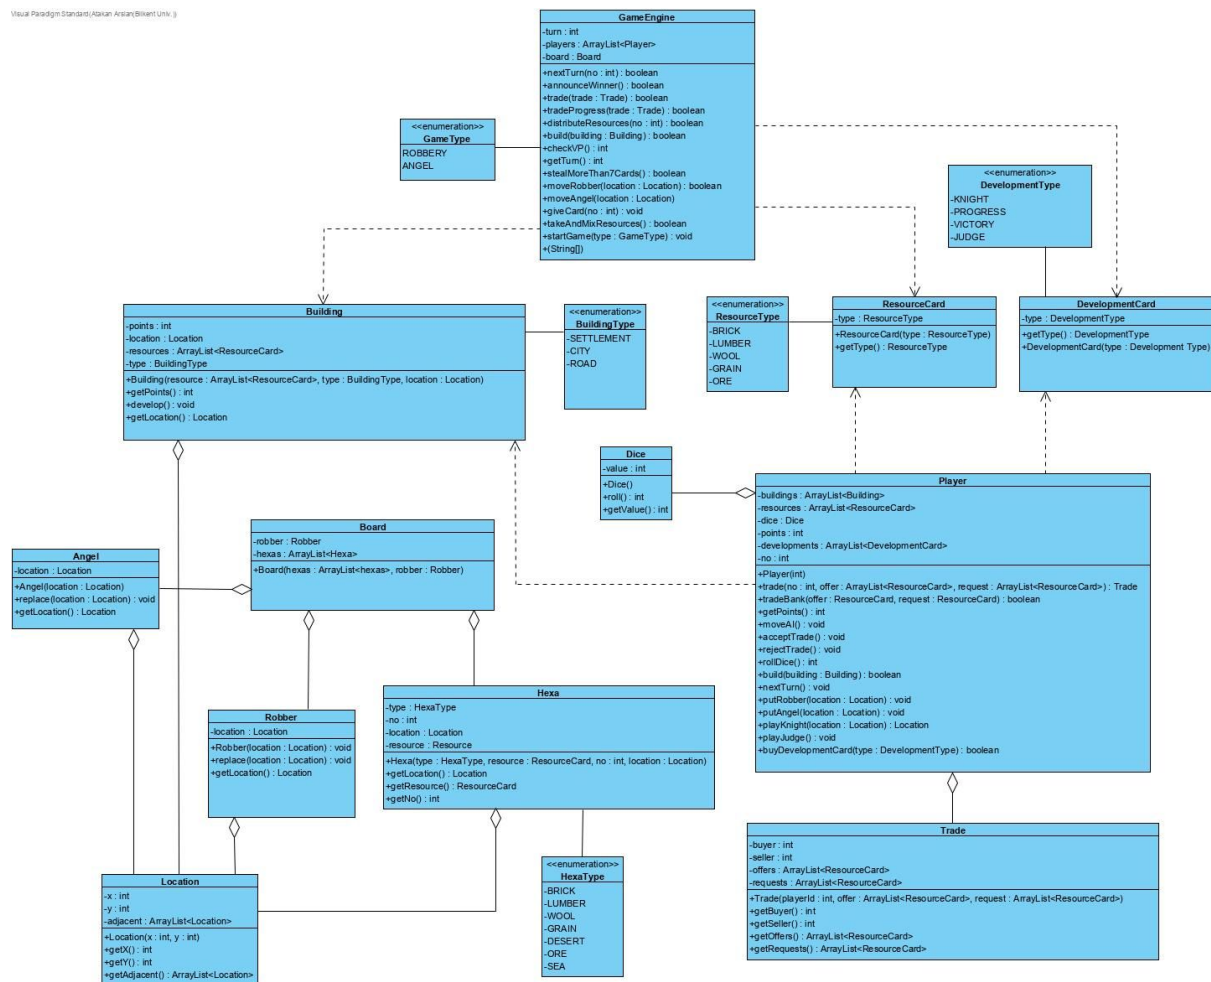 Visual Paradigm Standard(Atakan Arslan(Bilkent Univ.))
GameEngine
-turn : int
-players : ArrayList<Player>
-board : Board
+nextTurn(no : int) : boolean
+announceWinner() : boolean
+trade(trade : Trade) : boolean
+tradeProgress(trade : Trade) : boolean
+distributeResources(no : int) : boolean
+build(building : Building) : boolean
+checkVP() : int
+getTurn() : int
+stealMoreThan7Cards() : boolean
+moveRobber(location : Location) : boolean
+moveAngel(location : Location)
+giveCard(no : int) : void
+takeAndMixResources() : boolean
+startGame(type : GameType) : void
+(String[])
<<enumeration>>
GameType
ROBBERY
ANGEL
<<enumeration>>
DevelopmentType
-KNIGHT
-PROGRESS
-VICTORY
-JUDGE
Building
-points : int
-location : Location
-resources : ArrayList<ResourceCard>
-type : BuildingType
+Building(resource : ArrayList<ResourceCard>, type : BuildingType, location : Location)
+getPoints() : int
+develop() : void
+getLocation() : Location
<<enumeration>>
BuildingType
-SETTLEMENT
-CITY
-ROAD
<<enumeration>>
ResourceType
-BRICK
-LUMBER
-WOOL
-GRAIN
-ORE
ResourceCard
-type : ResourceType
+ResourceCard(type : ResourceType)
+getType() : ResourceType
DevelopmentCard
-type : DevelopmentType
+getType() : DevelopmentType
+DevelopmentCard(type : Development Type)
Dice
-value : int
+Dice()
+roll() : int
+getValue() : int
Player
-buildings : ArrayList<Building>
-resources : ArrayList<ResourceCard>
-dice : Dice
-points : int
-developments : ArrayList<DevelopmentCard>
-no : int
+Player(int)
+trade(no : int, offer : ArrayList<ResourceCard>, request : ArrayList<ResourceCard>) : Trade
+tradeBank(offer : ResourceCard, request : ResourceCard) : boolean
+getPoints() : int
+moveAI() : void
+acceptTrade() : void
+rejectTrade() : void
+rollDice() : int
+build(building : Building) : boolean
+nextTurn() : void
+putRobber(location : Location) : void
+putAngel(location : Location) : void
+playKnight(location : Location) : Location
+playJudge() : void
+buyDevelopmentCard(type : DevelopmentType) : boolean
Board
-robber : Robber
-hexas : ArrayList<Hexa>
+Board(hexas : ArrayList<hexas>, robber : Robber)
Angel
-location : Location
+Angel(location : Location)
+replace(location : Location) : void
+getLocation() : Location
Robber
-location : Location
+Robber(location : Location) : void
+replace(location : Location) : void
+getLocation() : Location
Hexa
-type : HexaType
-no : int
-location : Location
-resource : Resource
+Hexa(type : HexaType, resource : ResourceCard, no : int, location : Location)
+getLocation() : Location
+getResource() : ResourceCard
+getNo() : int
Location
-x : int
-y : int
-adjacent : ArrayList<Location>
+Location(x : int, y : int)
+getX() : int
+getY() : int
+getAdjacent() : ArrayList<Location>
<<enumeration>>
HexaType
-BRICK
-LUMBER
-WOOL
-GRAIN
-DESERT
-ORE
-SEA
Trade
-buyer : int
-seller : int
-offers : ArrayList<ResourceCard>
-requests : ArrayList<ResourceCard>
+Trade(playerId : int, offer : ArrayList<ResourceCard>, request : ArrayList<ResourceCard>)
+getBuyer() : int
+getSeller() : int
+getOffers() : ArrayList<ResourceCard>
+getRequests() : ArrayList<ResourceCard>